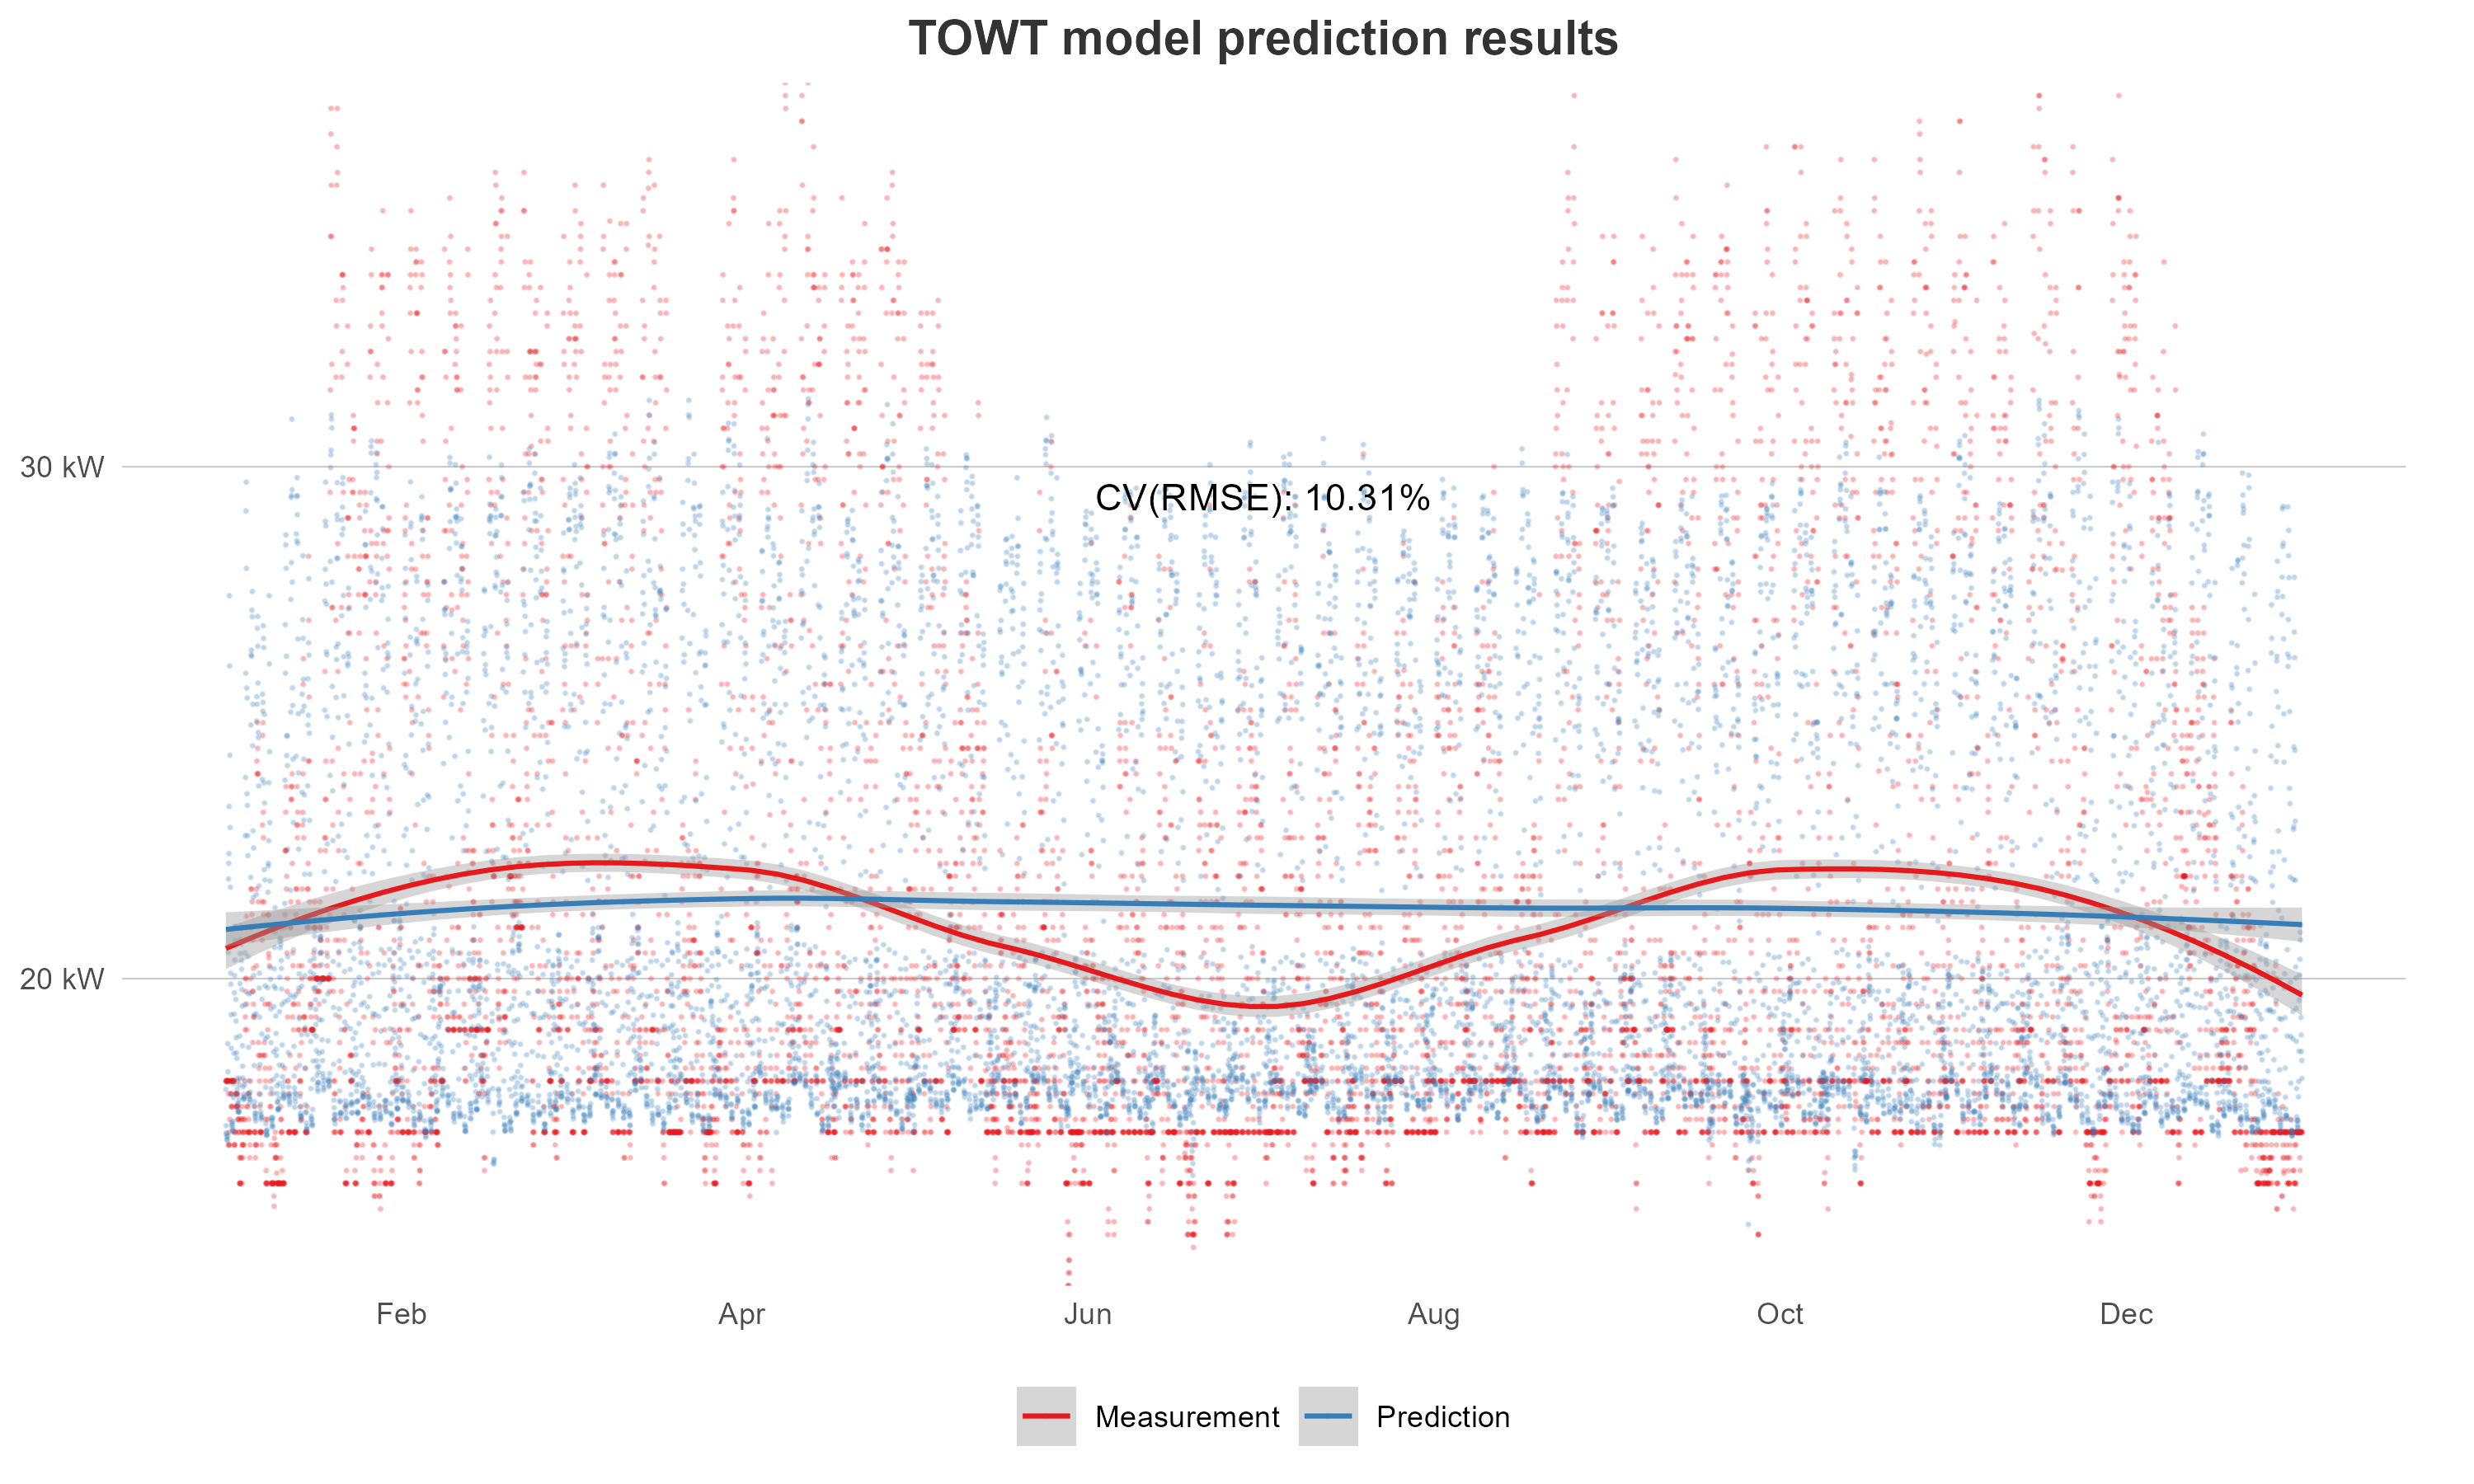 TOWT model prediction results
30 kW
CV(RMSE): 10.31%
20 kW
Feb Apr Jun Aug Oct Dec
Measurement Prediction